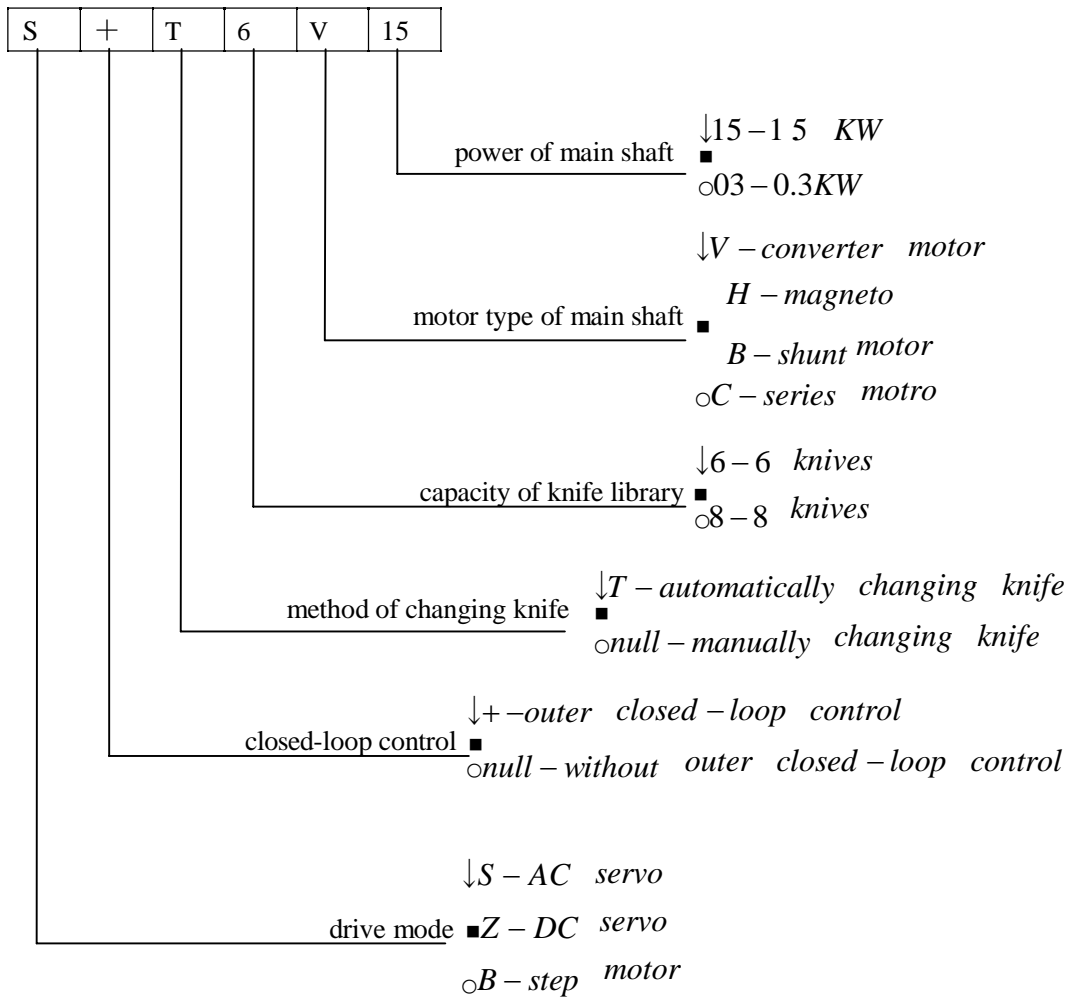 S + T 6 V 15
↓15 – 1 5 KW
power of main shaft ■
○03 – 0.3KW
↓V – converter motor
H – magneto
motor type of main shaft ■
B – shunt motor
○C – series motro
↓6 – 6 knives
capacity of knife library ■
○8 – 8 knives
↓T – automatically changing knife
method of changing knife ■
○null – manually changing knife
↓+ –outer closed – loop control
closed-loop control ■
○null – without outer closed – loop control
↓S – AC servo
drive mode ■Z – DC servo
○B – step motor